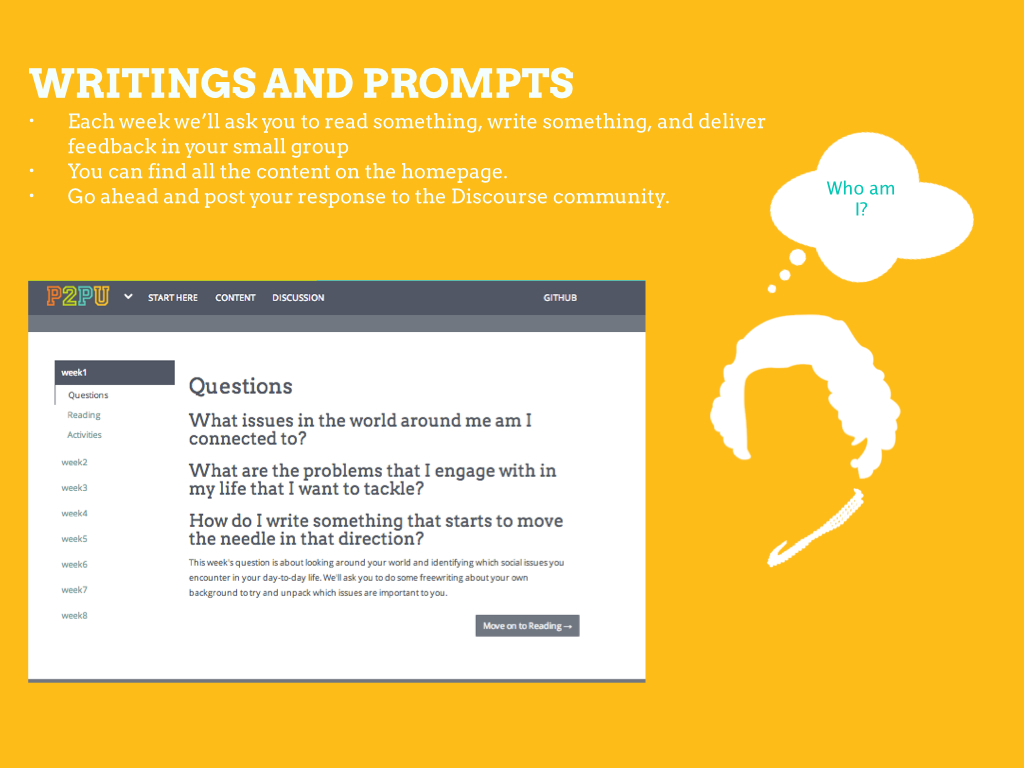 WRITINGS AND PROMPTS
• Each week we’ll ask you to read something, write something, and deliver
feedback in your small group
• You can find all the content on the homepage.
• Go ahead and post your response to the Discourse community.
Who am
I?
P2PU START HERE CONTENT DISCUSSION GITHUB
week1
Questions
Reading
Activities
week2
week3
week4
week5
week6
week7
week8
Questions
What issues in the world around me am I
connected to?
What are the problems that I engage with in
my life that I want to tackle?
How do I write something that starts to move
the needle in that direction?
This week's question is about looking around your world and identifying which social issues you
encounter in your day-to-day life. We'll ask you to do some freewriting about your own
background to try and unpack which issues are important to you.
Move on to Reading →